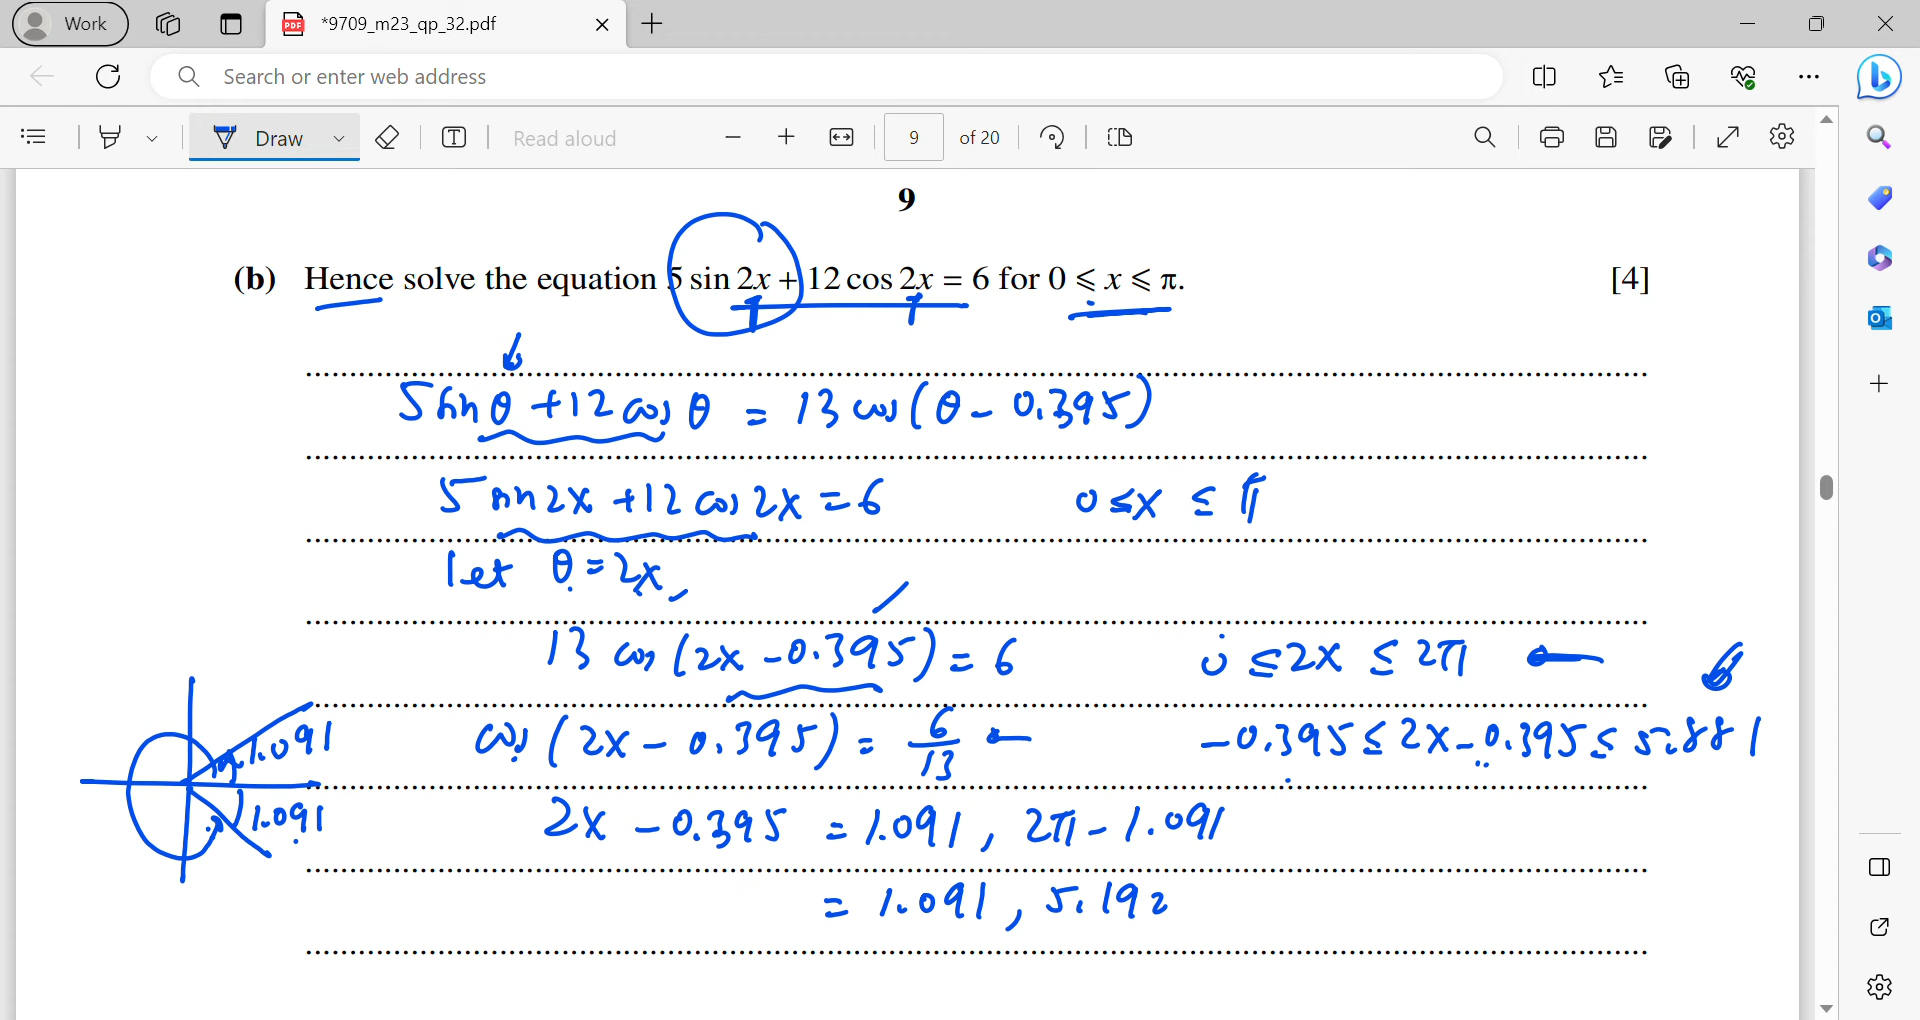 Work
*9709_m23_qp_32.pdf
Search or enter web address
Draw
Read aloud
9 of 20
9
(b) Hence solve the equation 5 sin 2x + 12 cos 2x = 6 for 0 ⩽ x ⩽ π. [4]
5 sin θ + 12 cos θ = 13 cos(θ - 0.395)
5 sin 2x + 12 cos 2x = 6 0 ≤ x ≤ π
let θ = 2x,
13 cos(2x - 0.395) = 6 0 ≤ 2x ≤ 2π
cos(2x - 0.395) = 6/13 -0.395 ≤ 2x - 0.395 ≤ 5.881
1.091
1.091
2x - 0.395 = 1.091, 2π - 1.091
= 1.091, 5.192